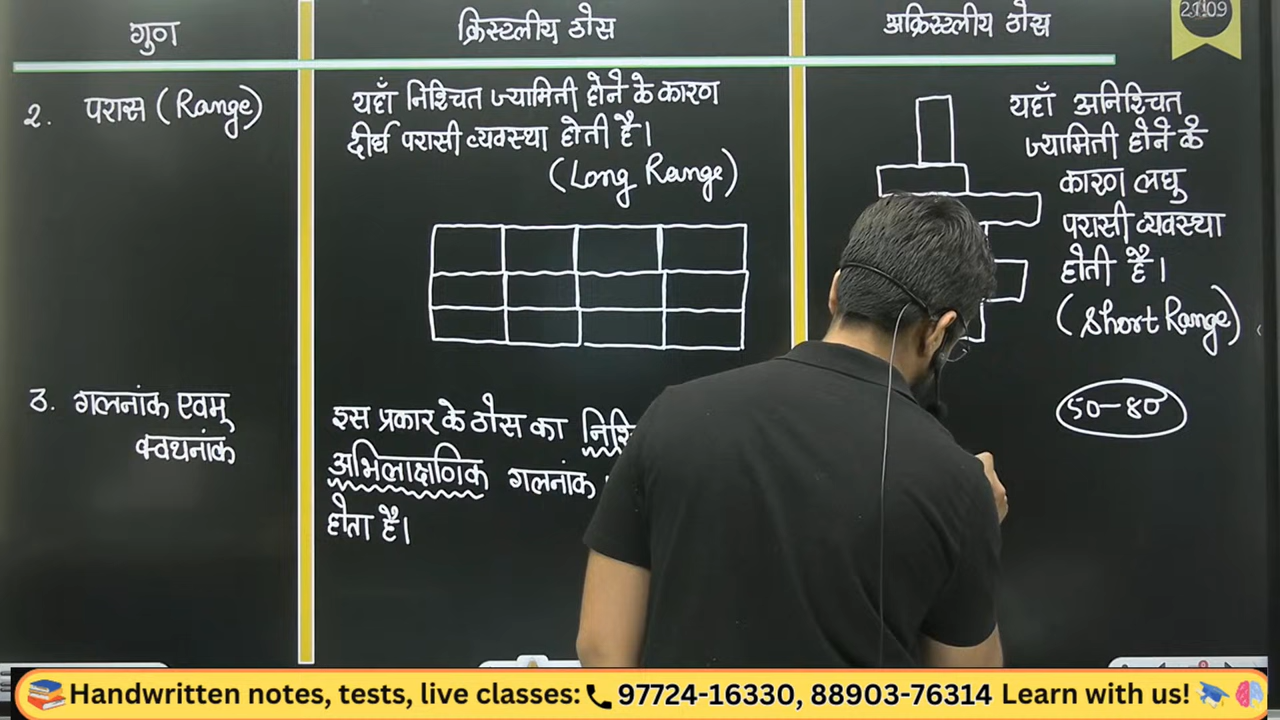 गुण
क्रिस्टलीय ठोस
अक्रिस्टलीय ठोस
21:09
2. परास (Range)
यहाँ निश्चित ज्यामिती होने के कारण
दीर्घ परासी व्यवस्था होती है।
(Long Range)
यहाँ अनिश्चित
ज्यामिती होने के
कारण लघु
परासी व्यवस्था
होती है।
(Short Range)
3. गलनांक एवम्
क्वथनांक
इस प्रकार के ठोस का
अभिलाक्षणिक गलनांक
होता है।
50-80
Handwritten notes, tests, live classes: 97724-16330, 88903-76314 Learn with us!